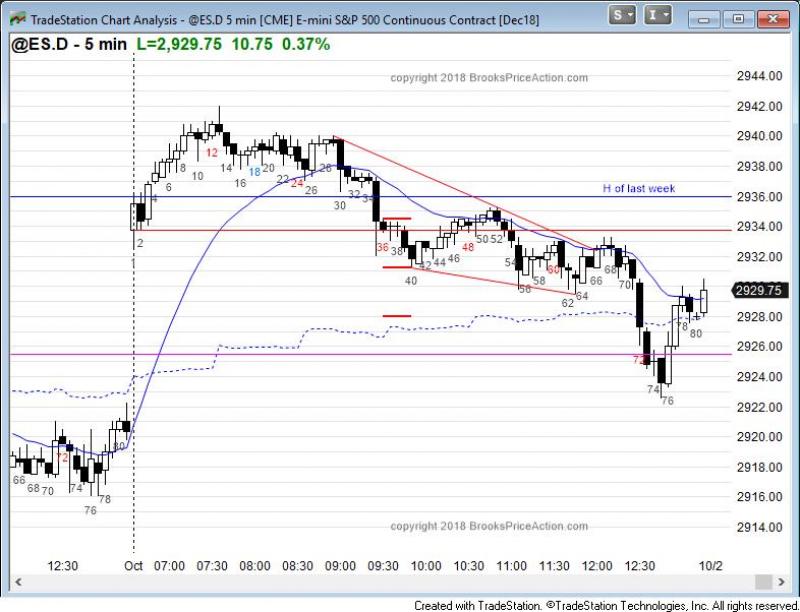 TradeStation Chart Analysis - @ES.D 5 min [CME] E-mini S&P 500 Continuous Contract [Dec18]
S I
@ES.D - 5 min L=2,929.75 10.75 0.37%
copyright 2018 BrooksPriceAction.com
2944.00
2942.00
2940.00
2938.00
2936.00
2934.00
2932.00
2929.75
2928.00
2926.00
2924.00
2922.00
2920.00
2918.00
2916.00
2914.00
H of last week
66 68 70 72 74 76 78 80
2 4 6 8 10 12 14 16 18 20 22 24 26 28 30 32 34 36 38 40 42 44 46 48 50 52 54 56 58 60 62 64 66 68 70 72 74 76 78 80
copyright 2018 BrooksPriceAction.com
12:30 Oct 07:00 07:30 08:00 08:30 09:00 09:30 10:00 10:30 11:00 11:30 12:00 12:30 10/2
Created with TradeStation. ©TradeStation Technologies, Inc. All rights reserved.